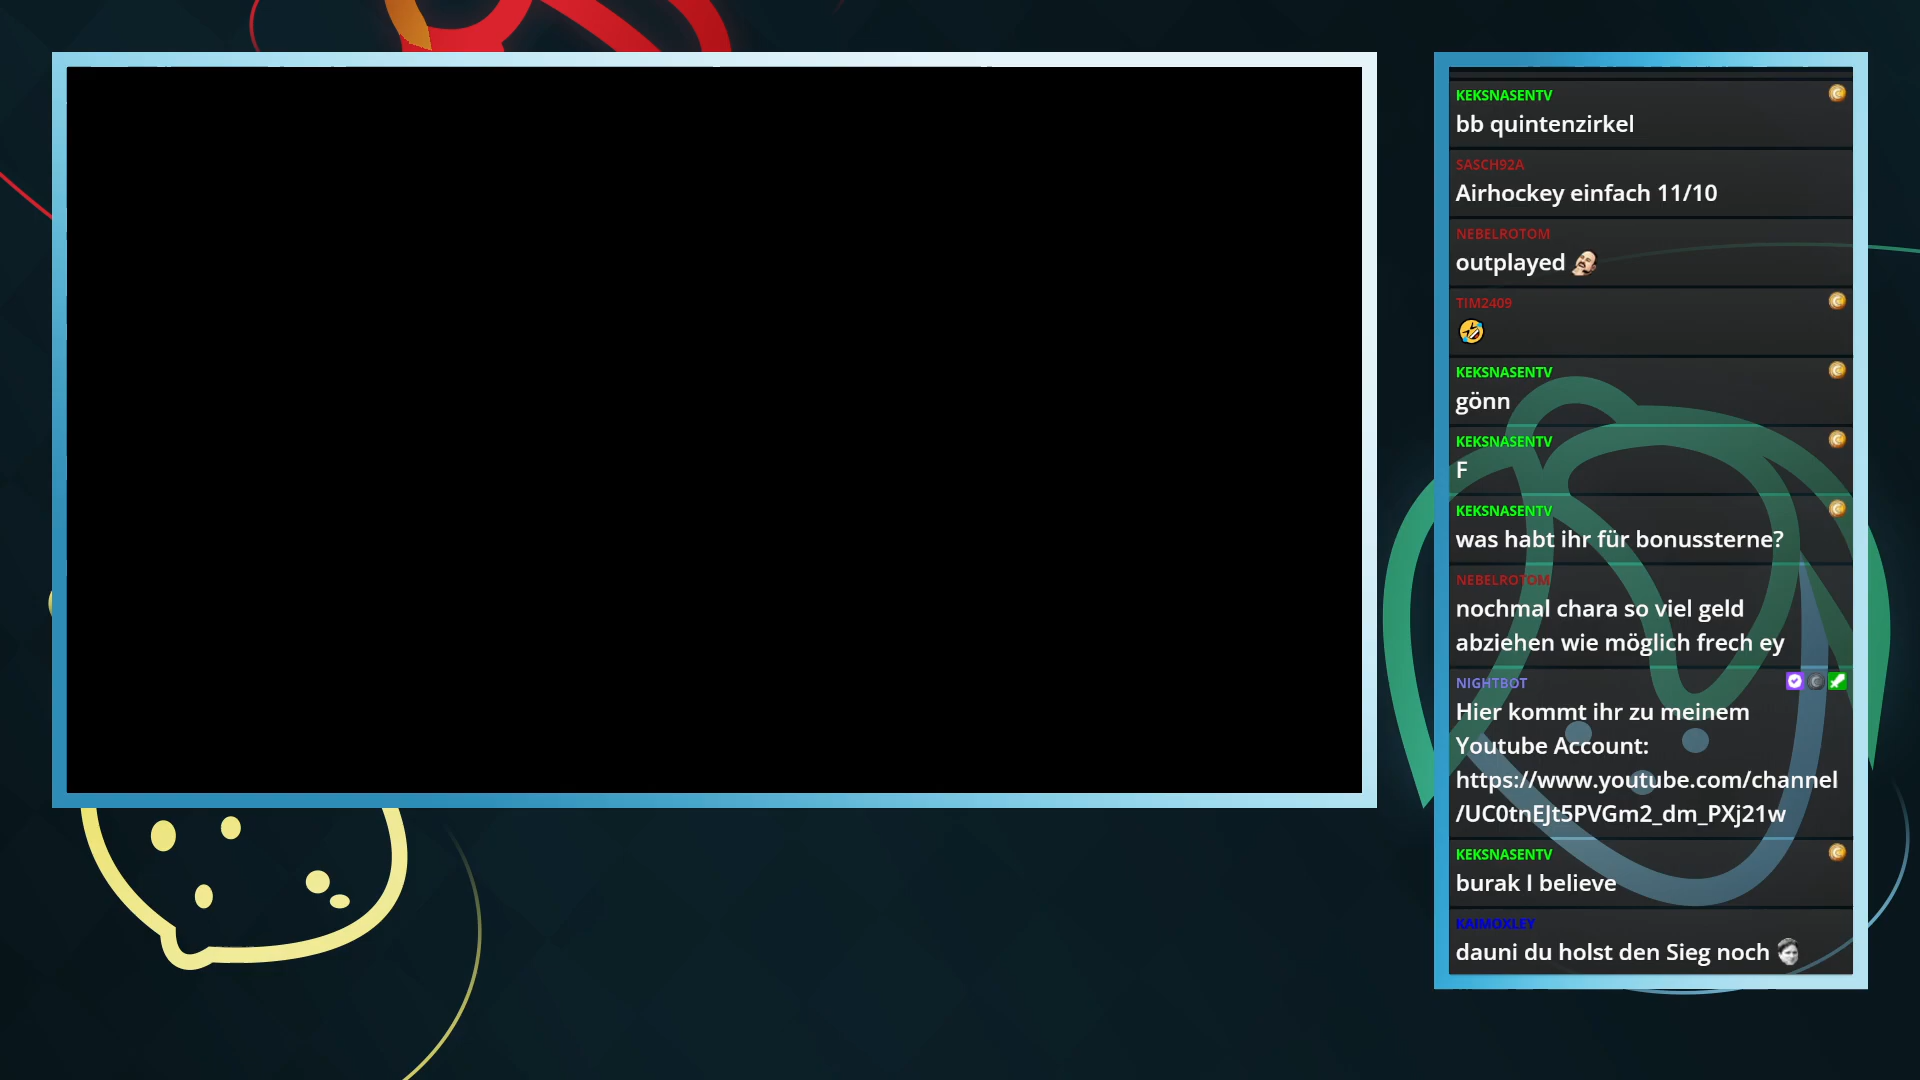 KEKSNASENTV
bb quintenzirkel
SASCH92A
Airhockey einfach 11/10
NEBELROTOM
outplayed
TIM2409
KEKSNASENTV
gönn
KEKSNASENTV
F
KEKSNASENTV
was habt ihr für bonussterne?
NEBELROTOM
nochmal chara so viel geld
abziehen wie möglich frech ey
NIGHTBOT
Hier kommt ihr zu meinem
Youtube Account:
https://www.youtube.com/channel
/UC0tnEJt5PVGm2_dm_PXj21w
KEKSNASENTV
burak I believe
KAIMOXLEY
dauni du holst den Sieg noch